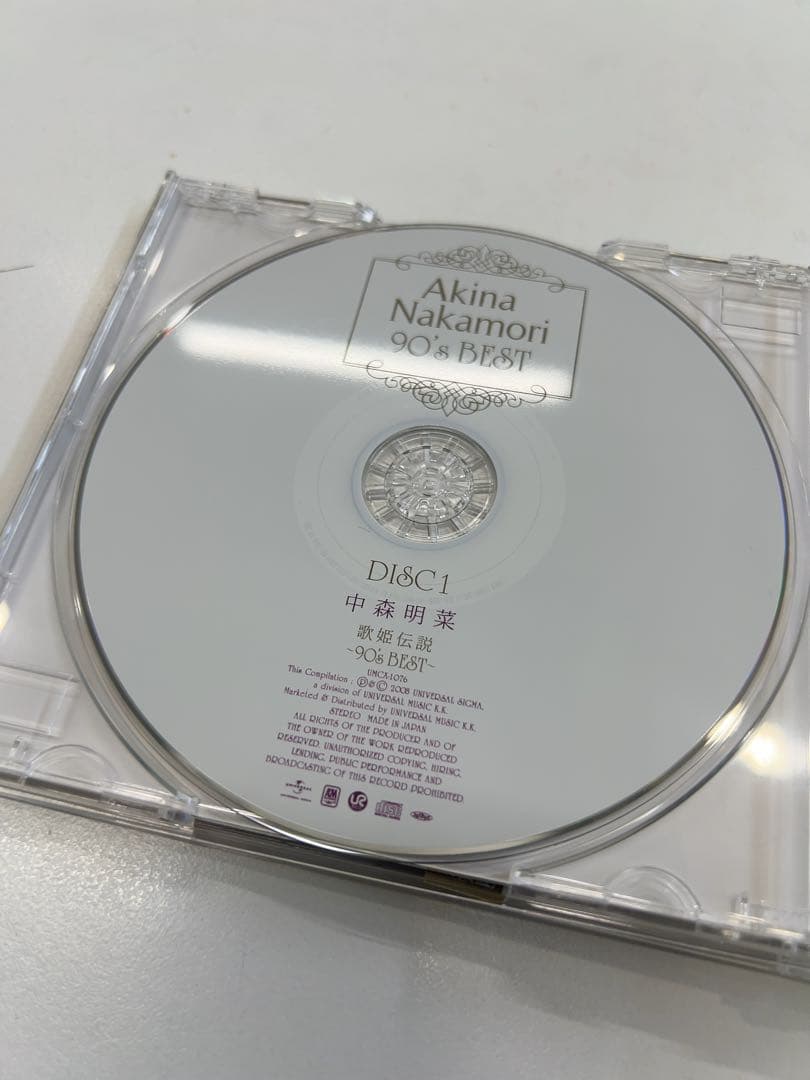 Akina
Nakamori
90's BEST
DISC 1
中森明菜
歌姫伝説
~90's BEST~
UMCA-1076
This Compilation : Ⓟ&© 2008 UNIVERSAL SIGMA,
a division of UNIVERSAL MUSIC K.K.
Marketed & Distributed by UNIVERSAL MUSIC K.K.
STEREO MADE IN JAPAN
ALL RIGHTS OF THE PRODUCER AND OF
THE OWNER OF THE WORK REPRODUCED
RESERVED. UNAUTHORIZED COPYING, HIRING,
LENDING, PUBLIC PERFORMANCE AND
BROADCASTING OF THIS RECORD PROHIBITED.
UNIVERSAL